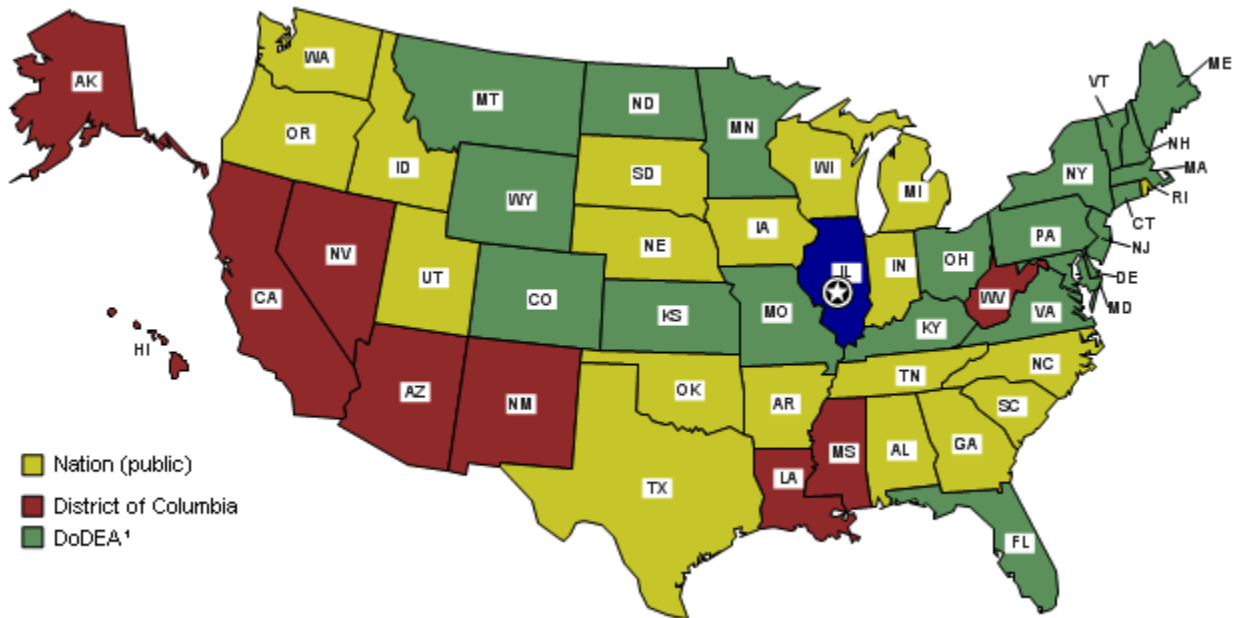 AK
WA
MT
ND
MN
VT
ME
OR
ID
WY
SD
WI
MI
NY
NH
MA
RI
CT
NV
UT
CO
NE
IA
IL
IN
OH
PA
NJ
DE
MD
CA
KS
MO
KY
WV
VA
HI
AZ
NM
OK
AR
TN
NC
SC
TX
LA
MS
AL
GA
FL
Nation (public)
District of Columbia
DoDEA¹